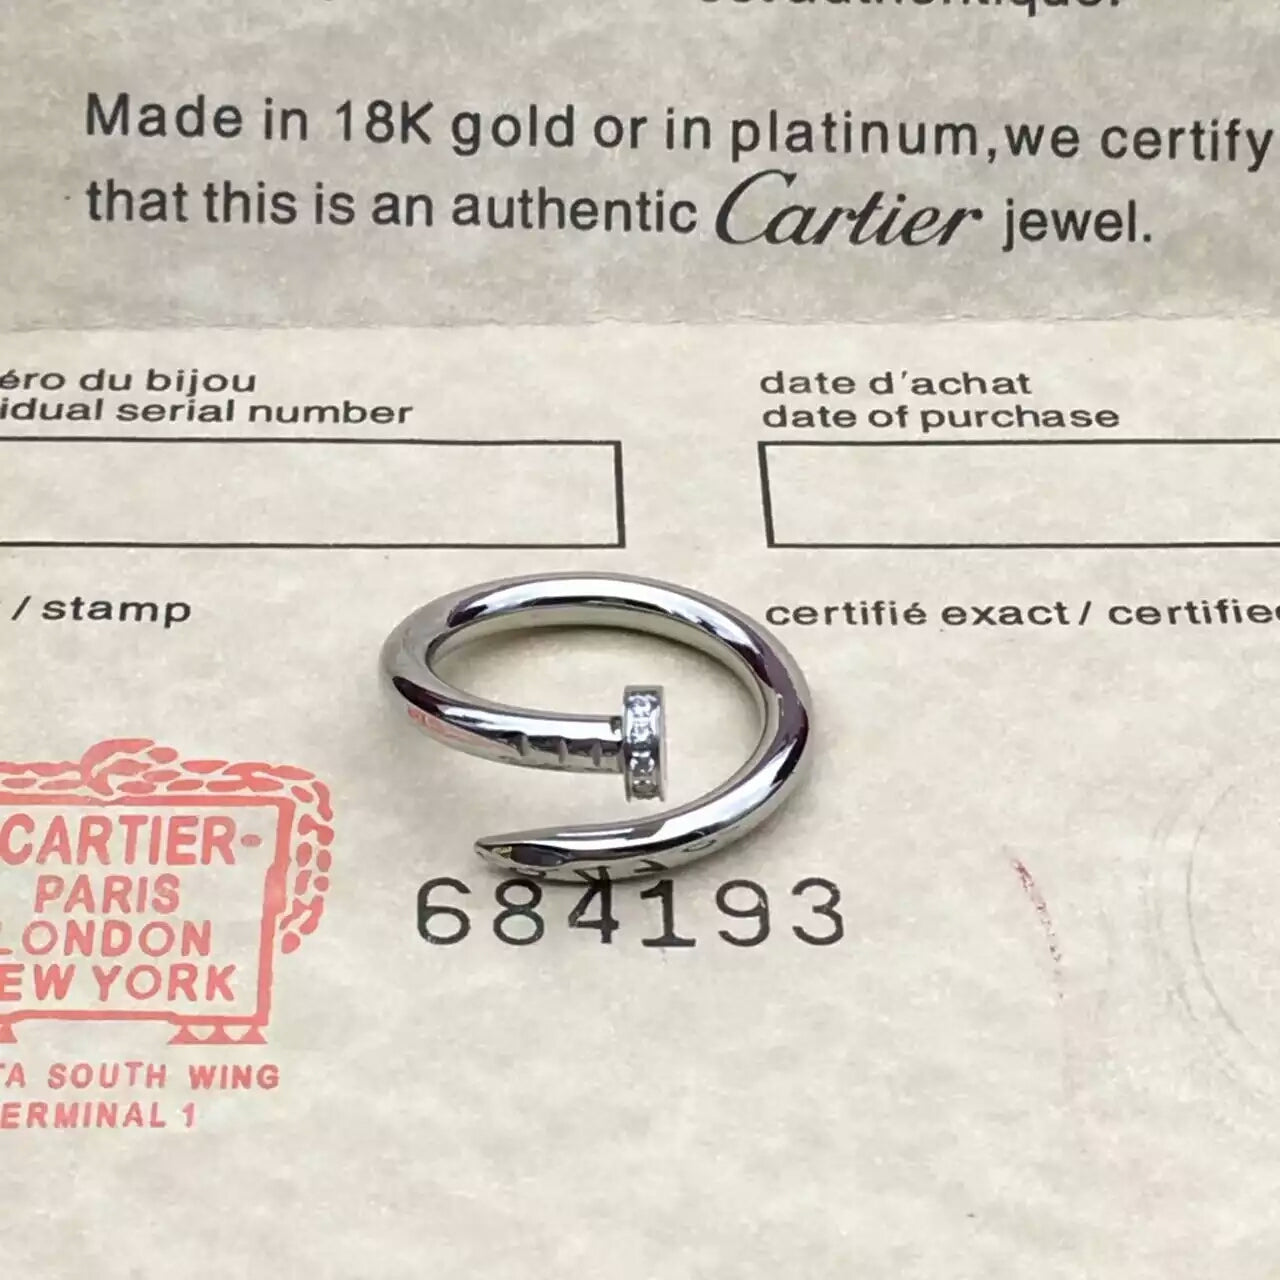 authentique.
Made in 18K gold or in platinum,we certify
that this is an authentic Cartier jewel.
éro du bijou
idual serial number
date d'achat
date of purchase
/ stamp
certifié exact / certified
CARTIER-
PARIS
LONDON
EW YORK
TA SOUTH WING
ERMINAL 1
684193